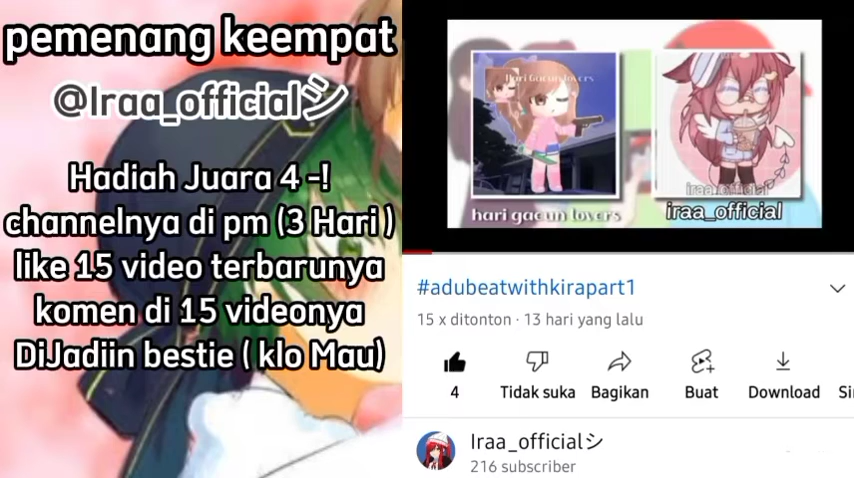 pemenang keempat
@Iraa_officialシ
Hadiah Juara 4 -!
channelnya di pm (3 Hari )
like 15 video terbarunya
komen di 15 videonya
DiJadiin bestie ( klo Mau)
Hari Gaeun lovers
hari gaeun lovers
iraa_official
iraa_official
#adubeatwithkirapart1
15 x ditonton · 13 hari yang lalu
4
Tidak suka
Bagikan
Buat
Download
Sir
Iraa_officialシ
216 subscriber